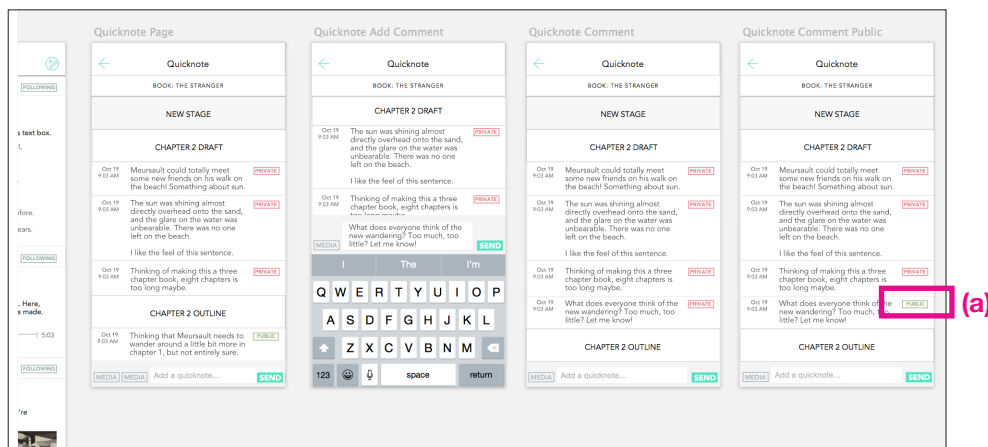 FOLLOWING
s text box.
efore.
ears.
FOLLOWING
. Here,
s made.
5:03
FOLLOWING
're
Quicknote Page
Quicknote
BOOK: THE STRANGER
NEW STAGE
CHAPTER 2 DRAFT
Oct 19
9:03 AM
Meursault could totally meet
some new friends on his walk on
the beach! Something about sun.
PRIVATE
Oct 19
9:03 AM
The sun was shining almost
directly overhead onto the sand,
and the glare on the water was
unbearable. There was no one
left on the beach.
I like the feel of this sentence.
PRIVATE
Oct 19
9:03 AM
Thinking of making this a three
chapter book, eight chapters is
too long maybe.
PRIVATE
CHAPTER 2 OUTLINE
Oct 19
9:03 AM
Thinking that Meursault needs to
wander around a little bit more in
chapter 1, but not entirely sure.
PUBLIC
MEDIA MEDIA Add a quicknote... SEND
Quicknote Add Comment
Quicknote
BOOK: THE STRANGER
CHAPTER 2 DRAFT
Oct 19
9:03 AM
The sun was shining almost
directly overhead onto the sand,
and the glare on the water was
unbearable. There was no one
left on the beach.
I like the feel of this sentence.
PRIVATE
Oct 19
9:03 AM
Thinking of making this a three
chapter book, eight chapters is
too long maybe.
PRIVATE
What does everyone think of the
new wandering? Too much, too
little? Let me know!
MEDIA SEND
I The I'm
Q W E R T Y U I O P
A S D F G H J K L
Z X C V B N M
123 space return
Quicknote Comment
Quicknote
BOOK: THE STRANGER
NEW STAGE
CHAPTER 2 DRAFT
Oct 19
9:03 AM
Meursault could totally meet
some new friends on his walk on
the beach! Something about sun.
PRIVATE
Oct 19
9:03 AM
The sun was shining almost
directly overhead onto the sand,
and the glare on the water was
unbearable. There was no one
left on the beach.
I like the feel of this sentence.
PRIVATE
Oct 19
9:03 AM
Thinking of making this a three
chapter book, eight chapters is
too long maybe.
PRIVATE
Oct 19
9:03 AM
What does everyone think of the
new wandering? Too much, too
little? Let me know!
PRIVATE
CHAPTER 2 OUTLINE
MEDIA Add a quicknote... SEND
Quicknote Comment Public
Quicknote
BOOK: THE STRANGER
NEW STAGE
CHAPTER 2 DRAFT
Oct 19
9:03 AM
Meursault could totally meet
some new friends on his walk on
the beach! Something about sun.
PRIVATE
Oct 19
9:03 AM
The sun was shining almost
directly overhead onto the sand,
and the glare on the water was
unbearable. There was no one
left on the beach.
I like the feel of this sentence.
PRIVATE
Oct 19
9:03 AM
Thinking of making this a three
chapter book, eight chapters is
too long maybe.
PRIVATE
Oct 19
9:03 AM
What does everyone think of the
new wandering? Too much, too
little? Let me know!
PUBLIC
(a)
CHAPTER 2 OUTLINE
MEDIA Add a quicknote... SEND